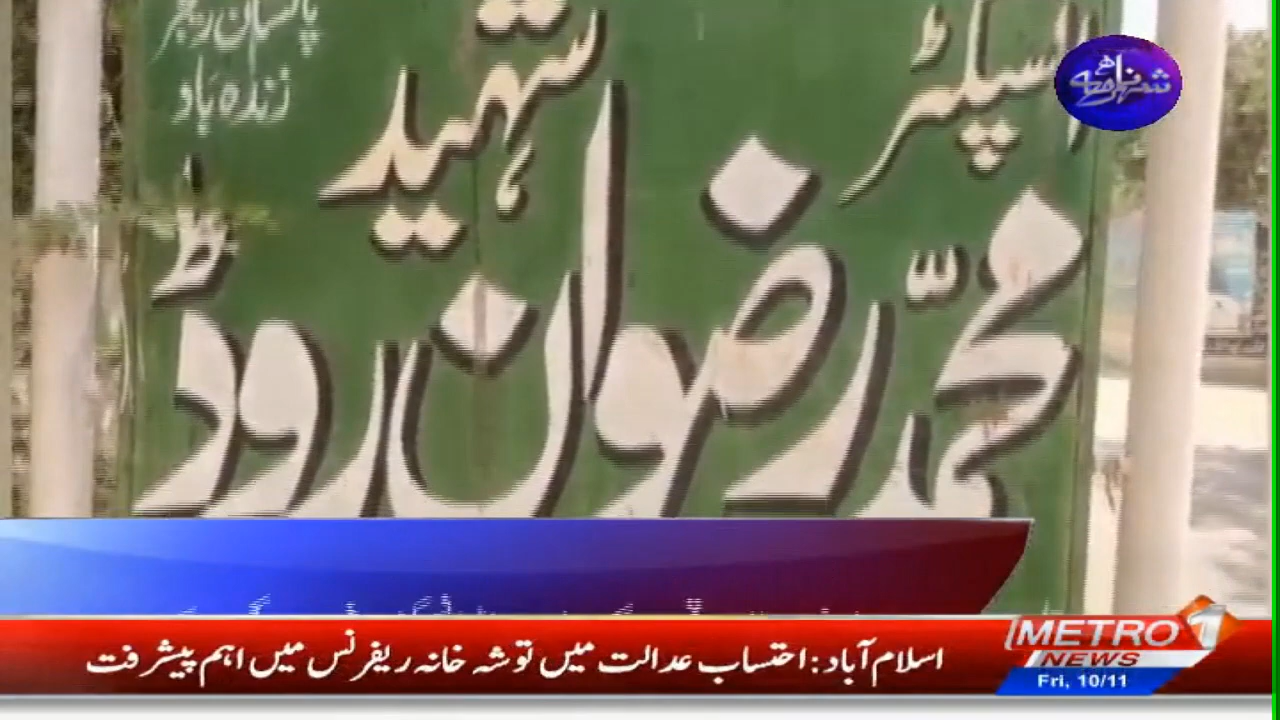 پاکستان رینجرز
زندہ باد
انسپکٹر
شہید
محمد رضوان روڈ
اسلام آباد: احتساب عدالت میں توشہ خانہ ریفرنس میں اہم پیشرفت
METRO 1
NEWS
Fri, 10/11